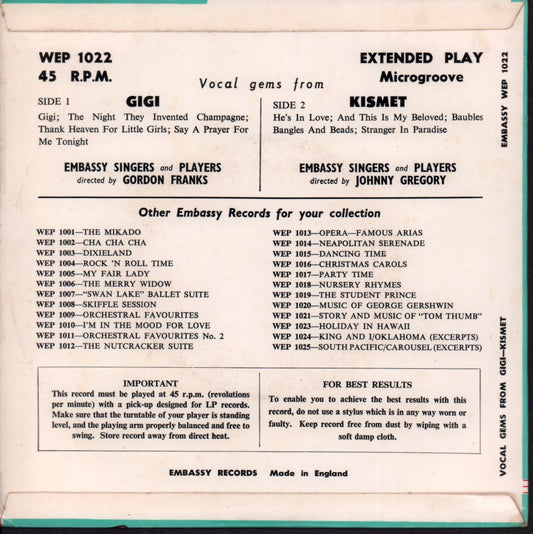 WEP 1022
45 R.P.M.
EXTENDED PLAY
Microgroove
Vocal gems from
SIDE 1 GIGI
Gigi; The Night They Invented Champagne;
Thank Heaven For Little Girls; Say A Prayer For
Me Tonight
EMBASSY SINGERS and PLAYERS
directed by GORDON FRANKS
SIDE 2 KISMET
He's In Love; And This Is My Beloved; Baubles
Bangles And Beads; Stranger In Paradise
EMBASSY SINGERS and PLAYERS
directed by JOHNNY GREGORY
Other Embassy Records for your collection
WEP 1001—THE MIKADO
WEP 1002—CHA CHA CHA
WEP 1003—DIXIELAND
WEP 1004—ROCK 'N ROLL TIME
WEP 1005—MY FAIR LADY
WEP 1006—THE MERRY WIDOW
WEP 1007—"SWAN LAKE" BALLET SUITE
WEP 1008—SKIFFLE SESSION
WEP 1009—ORCHESTRAL FAVOURITES
WEP 1010—I'M IN THE MOOD FOR LOVE
WEP 1011—ORCHESTRAL FAVOURITES No. 2
WEP 1012—THE NUTCRACKER SUITE
WEP 1013—OPERA—FAMOUS ARIAS
WEP 1014—NEAPOLITAN SERENADE
WEP 1015—DANCING TIME
WEP 1016—CHRISTMAS CAROLS
WEP 1017—PARTY TIME
WEP 1018—NURSERY RHYMES
WEP 1019—THE STUDENT PRINCE
WEP 1020—MUSIC OF GEORGE GERSHWIN
WEP 1021—STORY AND MUSIC OF "TOM THUMB"
WEP 1023—HOLIDAY IN HAWAII
WEP 1024—KING AND I/OKLAHOMA (EXCERPTS)
WEP 1025—SOUTH PACIFIC/CAROUSEL (EXCERPTS)
IMPORTANT
This record must be played at 45 r.p.m. (revolutions
per minute) with a pick-up designed for LP records.
Make sure that the turntable of your player is standing
level, and the playing arm properly balanced and free to
swing. Store record away from direct heat.
FOR BEST RESULTS
To enable you to achieve the best results with this
record, do not use a stylus which is in any way worn or
faulty. Keep record free from dust by wiping with a
soft damp cloth.
EMBASSY RECORDS Made in England
EMBASSY WEP 1022
VOCAL GEMS FROM GIGI—KISMET